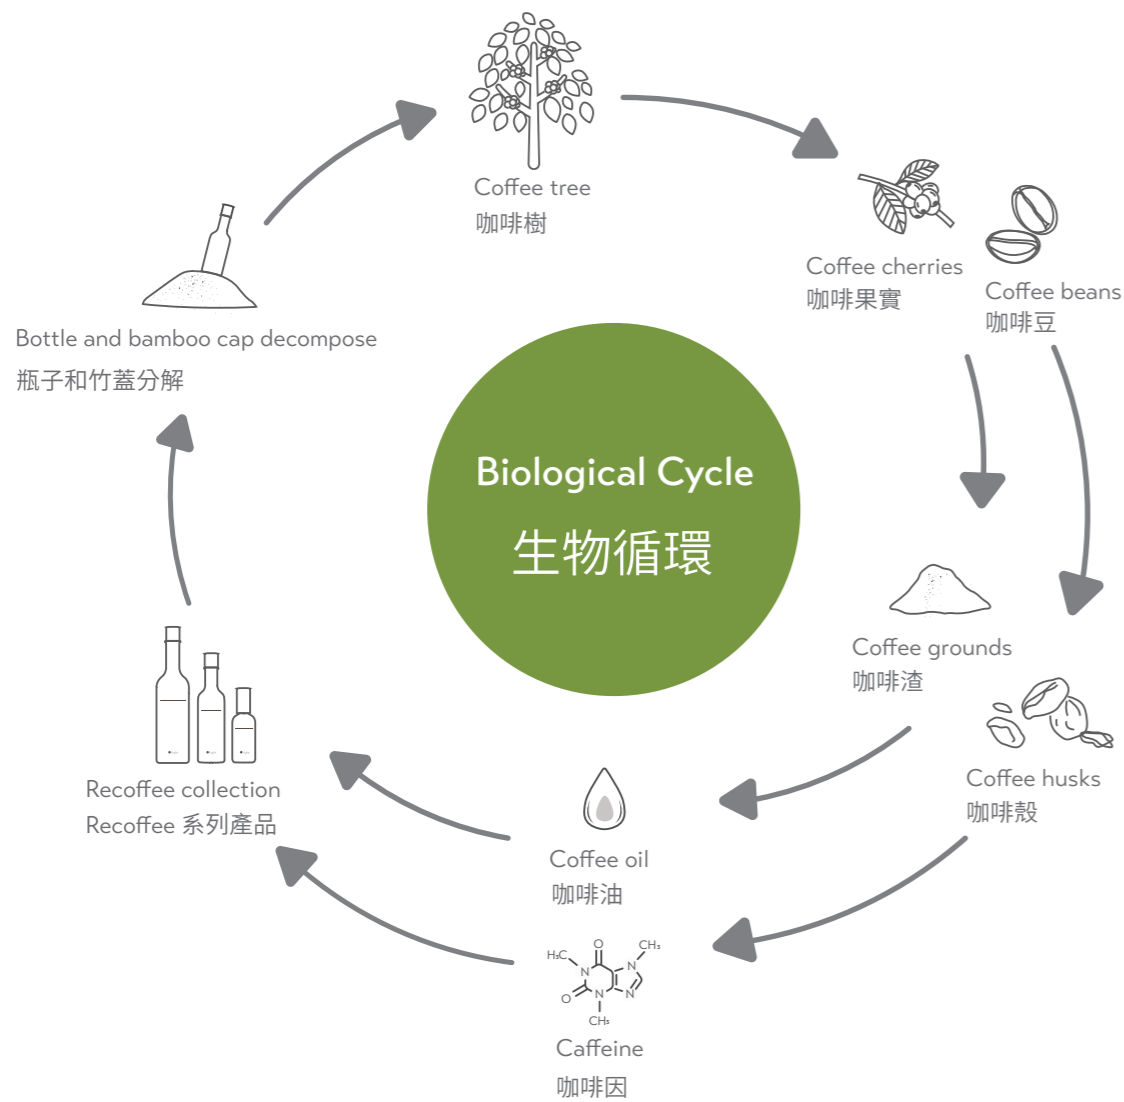 Coffee tree
咖啡樹
Coffee cherries
咖啡果實
Coffee beans
咖啡豆
Bottle and bamboo cap decompose
瓶子和竹蓋分解
Biological Cycle
生物循環
Coffee grounds
咖啡渣
Coffee husks
咖啡殼
Recoffee collection
Recoffee 系列產品
Coffee oil
咖啡油
O
CH₃
H₃C
N
N
O
N
N
CH₃
Caffeine
咖啡因